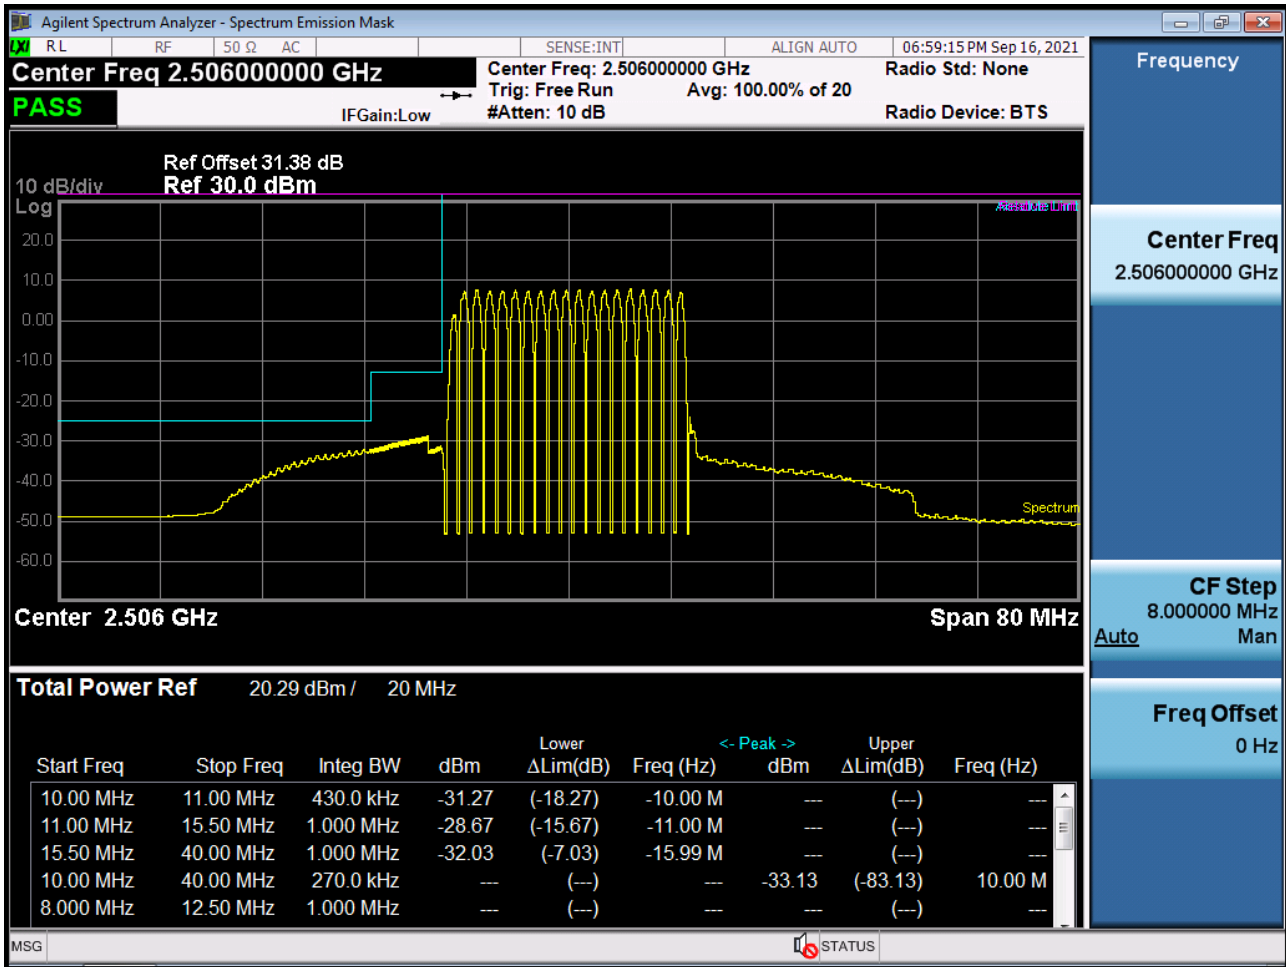 Agilent Spectrum Analyzer - Spectrum Emission Mask
LXI RL RF 50 Ω AC SENSE:INT ALIGN AUTO 06:59:15 PM Sep 16, 2021
Center Freq 2.506000000 GHz
Center Freq: 2.506000000 GHz
Radio Std: None
Trig: Free Run
Avg: 100.00% of 20
PASS
IFGain:Low
#Atten: 10 dB
Radio Device: BTS
Ref Offset 31.38 dB
10 dB/div Ref 30.0 dBm
Log
Absolute Limit
20.0
10.0
0.00
-10.0
-20.0
-30.0
-40.0
-50.0
-60.0
Spectrum
Center 2.506 GHz
Span 80 MHz
Total Power Ref 20.29 dBm / 20 MHz
Lower <- Peak -> Upper
Start Freq Stop Freq Integ BW dBm ΔLim(dB) Freq (Hz) dBm ΔLim(dB) Freq (Hz)
10.00 MHz 11.00 MHz 430.0 kHz -31.27 (-18.27) -10.00 M --- (---) ---
11.00 MHz 15.50 MHz 1.000 MHz -28.67 (-15.67) -11.00 M --- (---) ---
15.50 MHz 40.00 MHz 1.000 MHz -32.03 (-7.03) -15.99 M --- (---) ---
10.00 MHz 40.00 MHz 270.0 kHz --- (---) --- -33.13 (-83.13) 10.00 M
8.000 MHz 12.50 MHz 1.000 MHz --- (---) --- --- (---) ---
MSG
STATUS
Frequency
Center Freq
2.506000000 GHz
CF Step
8.000000 MHz
Auto Man
Freq Offset
0 Hz